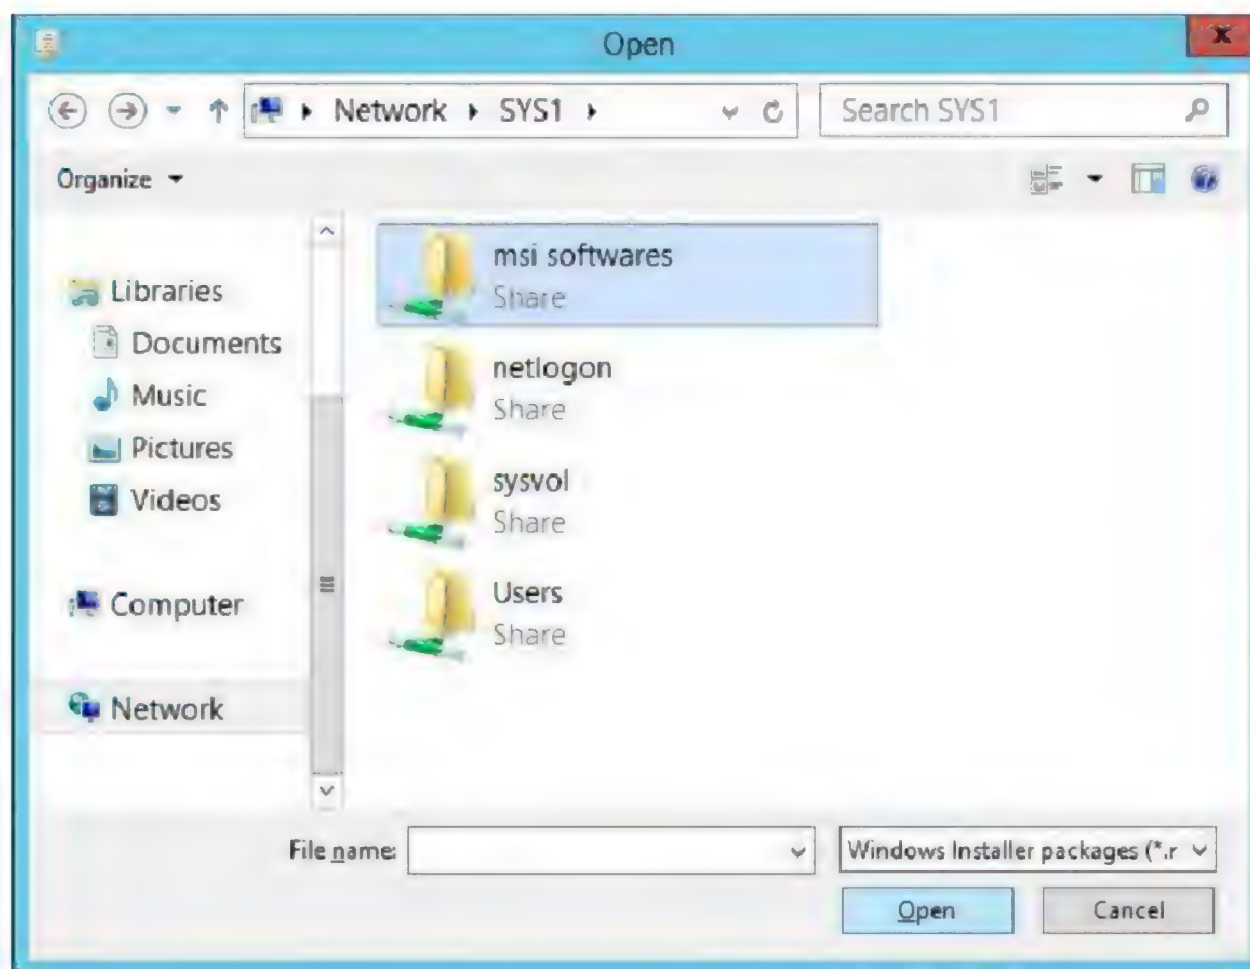 Open
Network SYS1
Search SYS1
Organize
Libraries
Documents
Music
Pictures
Videos
Computer
Network
msi softwares
Share
netlogon
Share
sysvol
Share
Users
Share
File name:
Windows Installer packages (*.r
Open
Cancel